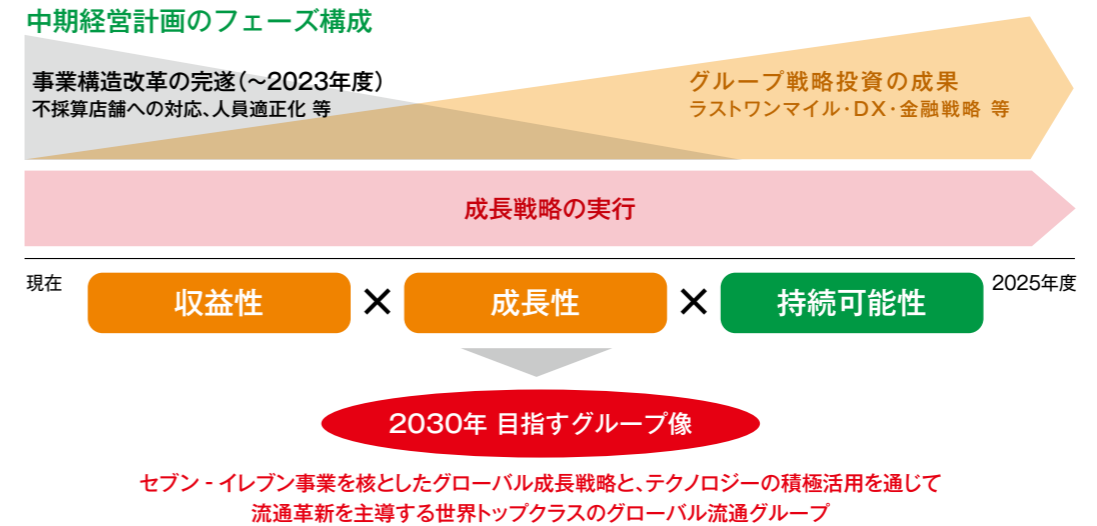 中期経営計画のフェーズ構成
事業構造改革の完遂(～2023年度)
不採算店舗への対応、人員適正化 等
グループ戦略投資の成果
ラストワンマイル・DX・金融戦略 等
成長戦略の実行
現在
2025年度
収益性 × 成長性 × 持続可能性
2030年 目指すグループ像
セブン‐イレブン事業を核としたグローバル成長戦略と、テクノロジーの積極活用を通じて
流通革新を主導する世界トップクラスのグローバル流通グループ